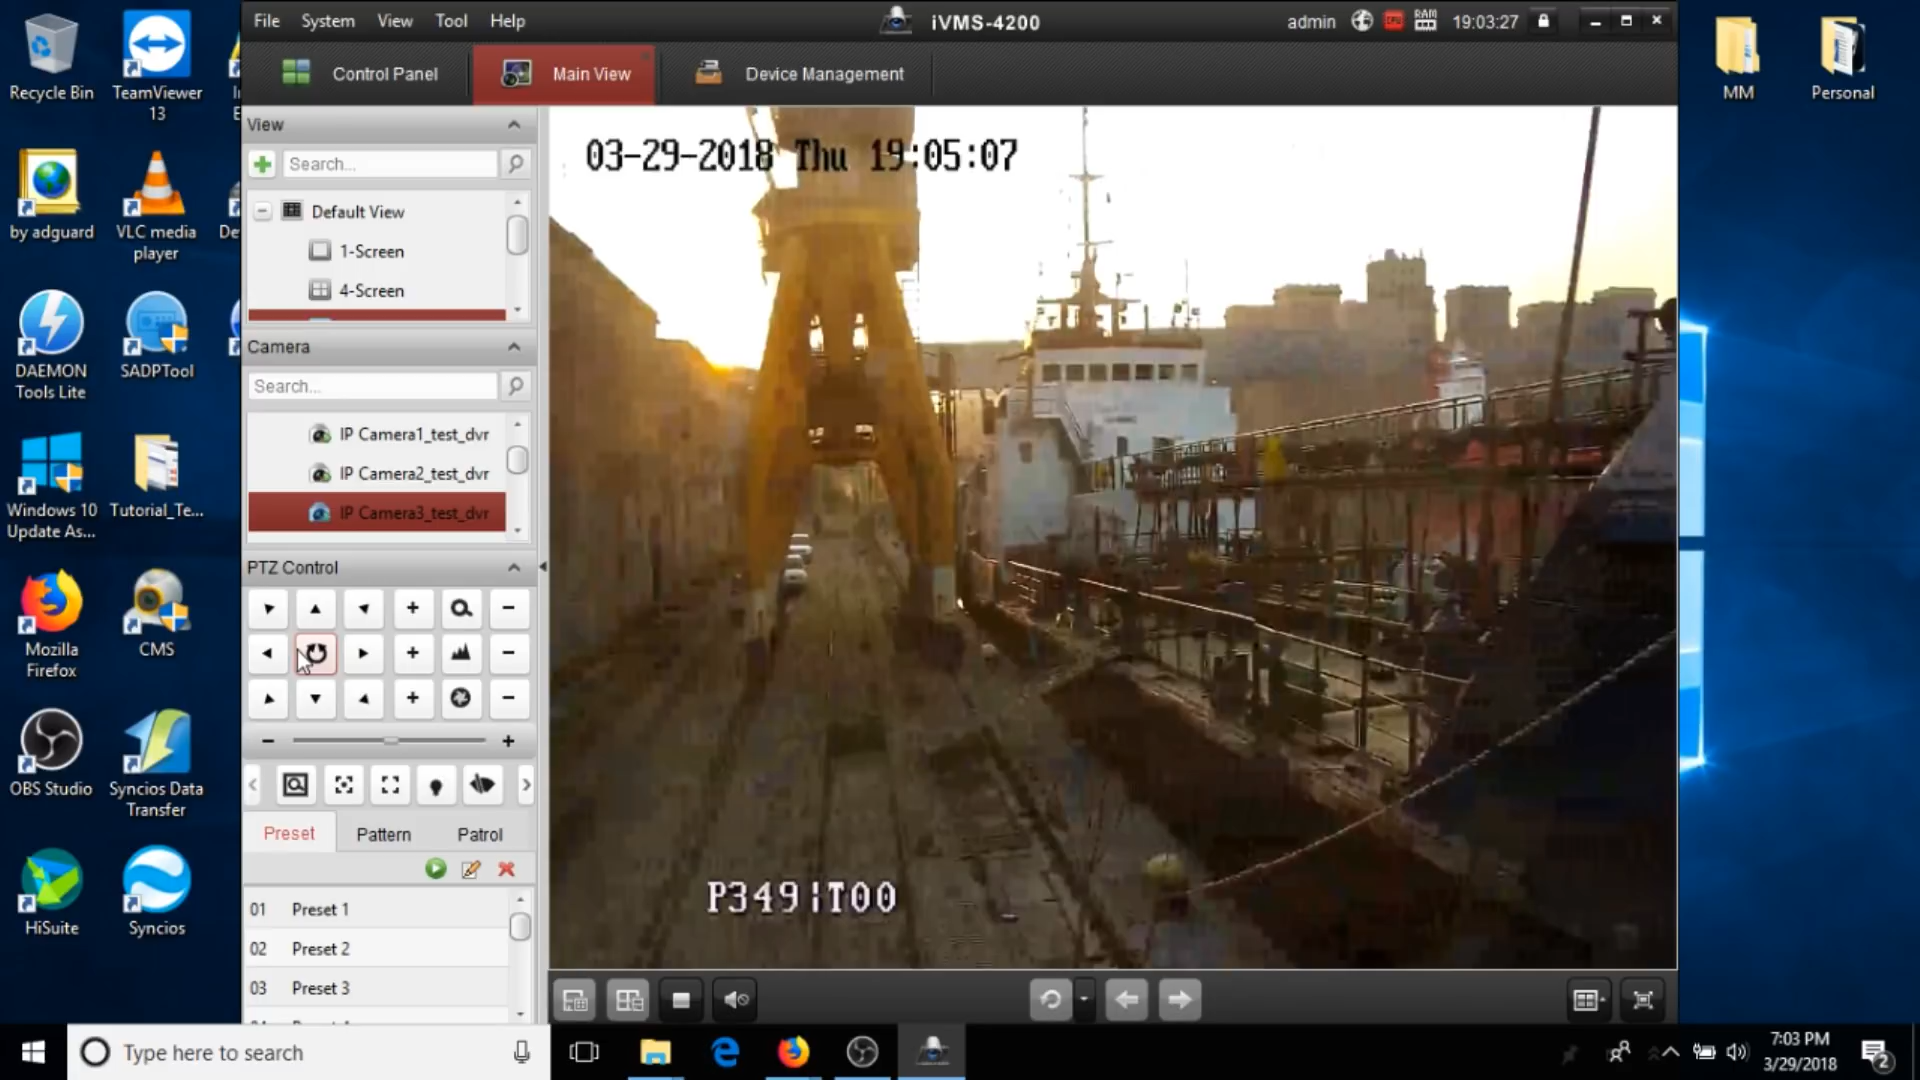 File System View Tool Help
iVMS-4200
admin
CPU
RAM
19:03:27
Control Panel
Main View
Device Management
View
Search...
Default View
1-Screen
4-Screen
Camera
Search...
IP Camera1_test_dvr
IP Camera2_test_dvr
IP Camera3_test_dvr
PTZ Control
Preset Pattern Patrol
01 Preset 1
02 Preset 2
03 Preset 3
03-29-2018 Thu 19:05:07
P349|T00
Recycle Bin
TeamViewer
13
by adguard
VLC media
player
DAEMON
Tools Lite
SADPTool
Windows 10
Update As...
Tutorial_Te...
Mozilla
Firefox
CMS
OBS Studio
Syncios Data
Transfer
HiSuite
Syncios
MM
Personal
Type here to search
7:03 PM
3/29/2018
2